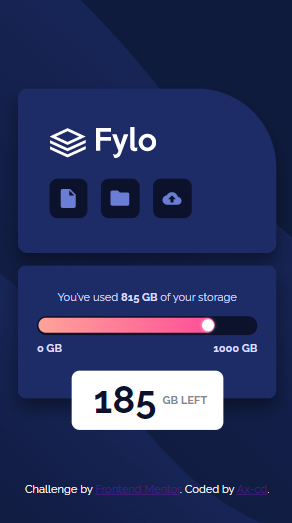 Fylo
You've used 815 GB of your storage
0 GB
1000 GB
185 GB LEFT
Challenge by Frontend Mentor. Coded by Ax-cd.